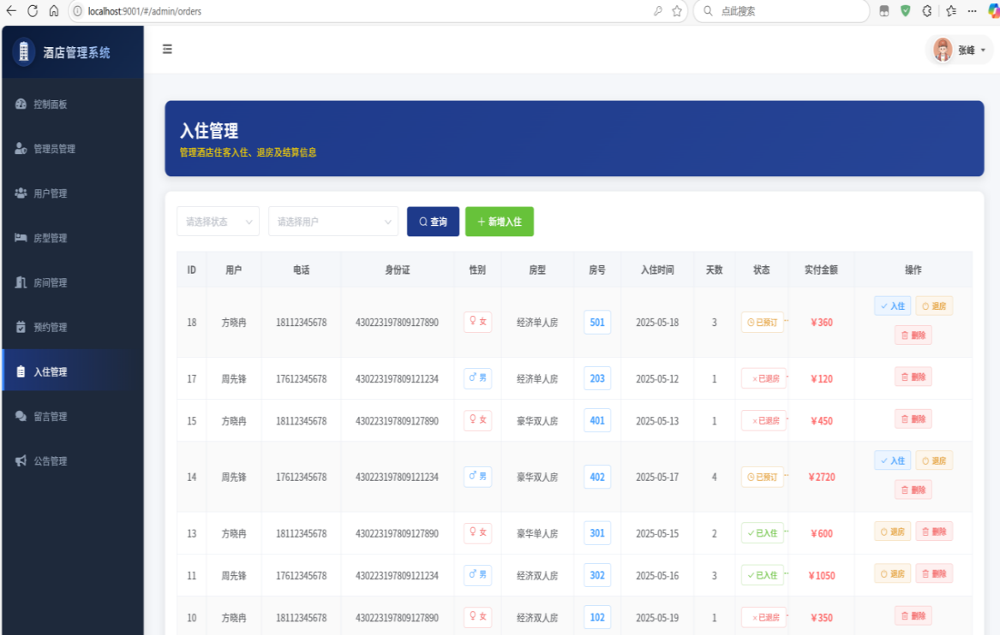 localhost:9001/#/admin/orders
点此搜索
酒店管理系统
张峰
控制面板
管理员管理
用户管理
房型管理
房间管理
预约管理
入住管理
留言管理
公告管理
入住管理
管理酒店住客入住、退房及结算信息
请选择状态 请选择用户 查询 + 新增入住
ID 用户 电话 身份证 性别 房型 房号 入住时间 天数 状态 实付金额 操作
18 方晓冉 18112345678 430223197809127890 女 经济单人房 501 2025-05-18 3 已预订 ¥360 入住 退房
删除
17 周先锋 17612345678 430223197809121234 男 经济单人房 203 2025-05-12 1 已退房 ¥120 删除
15 方晓冉 18112345678 430223197809127890 女 豪华双人房 401 2025-05-13 1 已退房 ¥450 删除
14 周先锋 17612345678 430223197809121234 男 豪华双人房 402 2025-05-17 4 已预订 ¥2720 入住 退房
删除
13 方晓冉 18112345678 430223197809127890 女 豪华单人房 301 2025-05-15 2 已入住 ¥600 退房 删除
11 周先锋 17612345678 430223197809121234 男 经济双人房 302 2025-05-16 3 已入住 ¥1050 退房 删除
10 方晓冉 18112345678 430223197809127890 女 经济双人房 102 2025-05-19 1 已退房 ¥350 删除